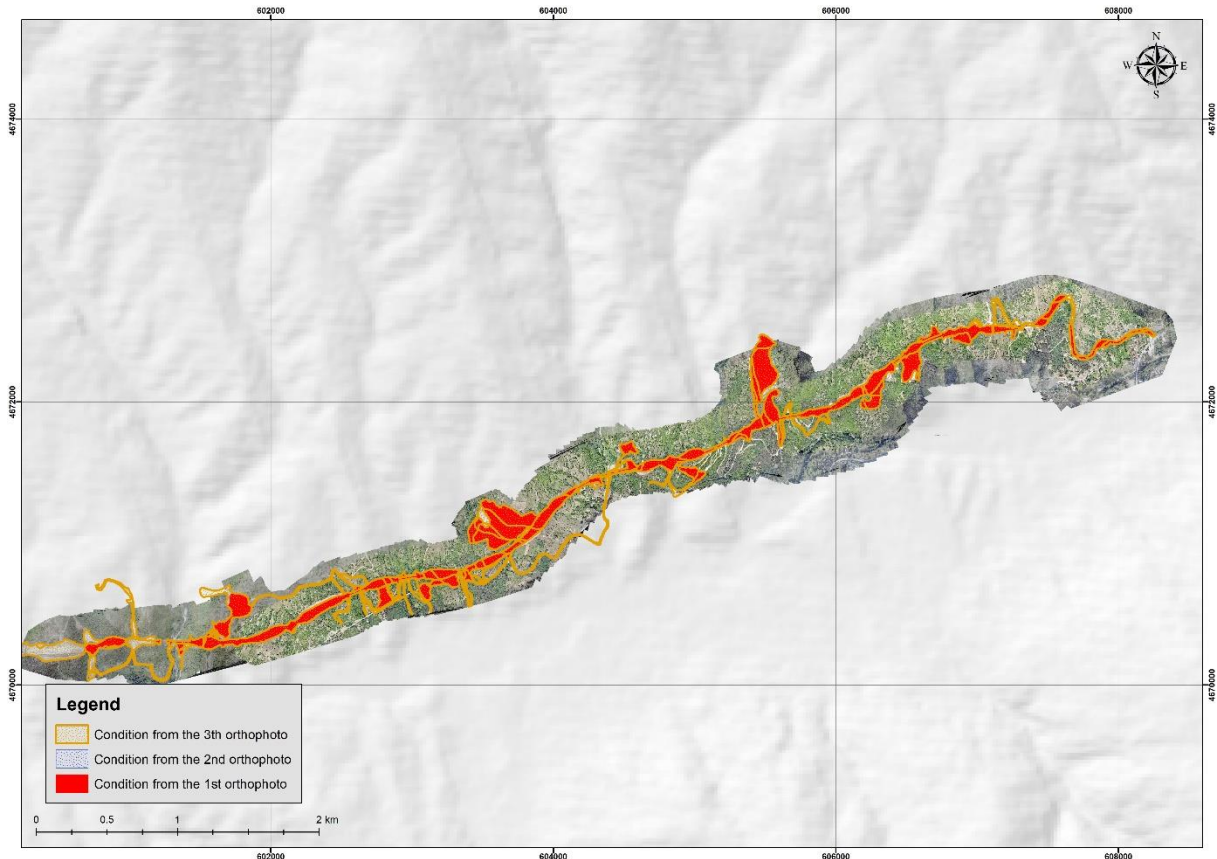 602000 604000 606000 608000
N
W E
S
4674000 4674000
4672000 4672000
4670000 4670000
Legend
Condition from the 3th orthophoto
Condition from the 2nd orthophoto
Condition from the 1st orthophoto
0 0.5 1 2 km
602000 604000 606000 608000